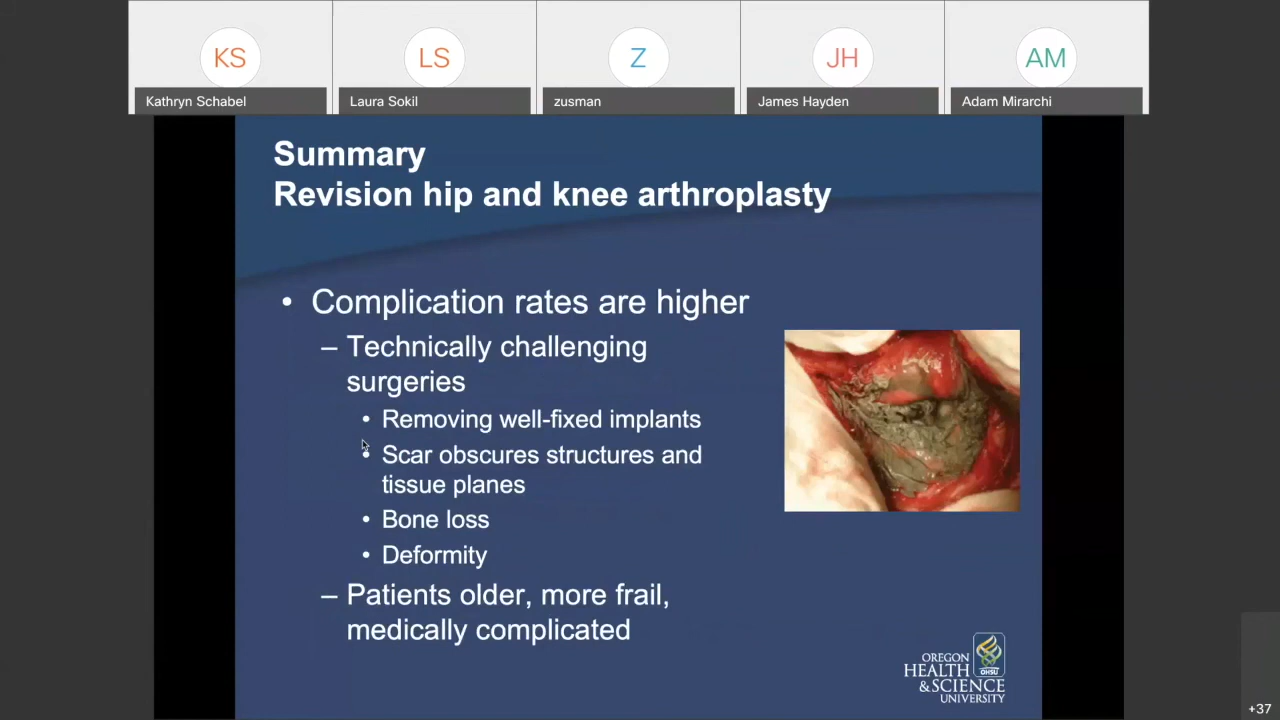 KS
LS
Z
JH
AM
Kathryn Schabel
Laura Sokil
zusman
James Hayden
Adam Mirarchi
Summary
Revision hip and knee arthroplasty
• Complication rates are higher
– Technically challenging
surgeries
• Removing well-fixed implants
• Scar obscures structures and
tissue planes
• Bone loss
• Deformity
– Patients older, more frail,
medically complicated
OHSU
OREGON
HEALTH
&SCIENCE
UNIVERSITY
+37